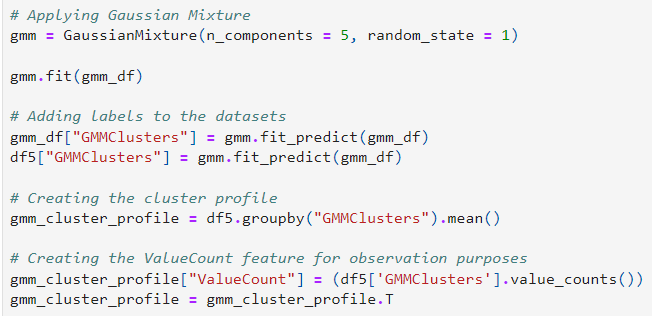 # Applying Gaussian Mixture
gmm = GaussianMixture(n_components = 5, random_state = 1)
gmm.fit(gmm_df)
# Adding labels to the datasets
gmm_df["GMMClusters"] = gmm.fit_predict(gmm_df)
df5["GMMClusters"] = gmm.fit_predict(gmm_df)
# Creating the cluster profile
gmm_cluster_profile = df5.groupby("GMMClusters").mean()
# Creating the ValueCount feature for observation purposes
gmm_cluster_profile["ValueCount"] = (df5['GMMClusters'].value_counts())
gmm_cluster_profile = gmm_cluster_profile.T